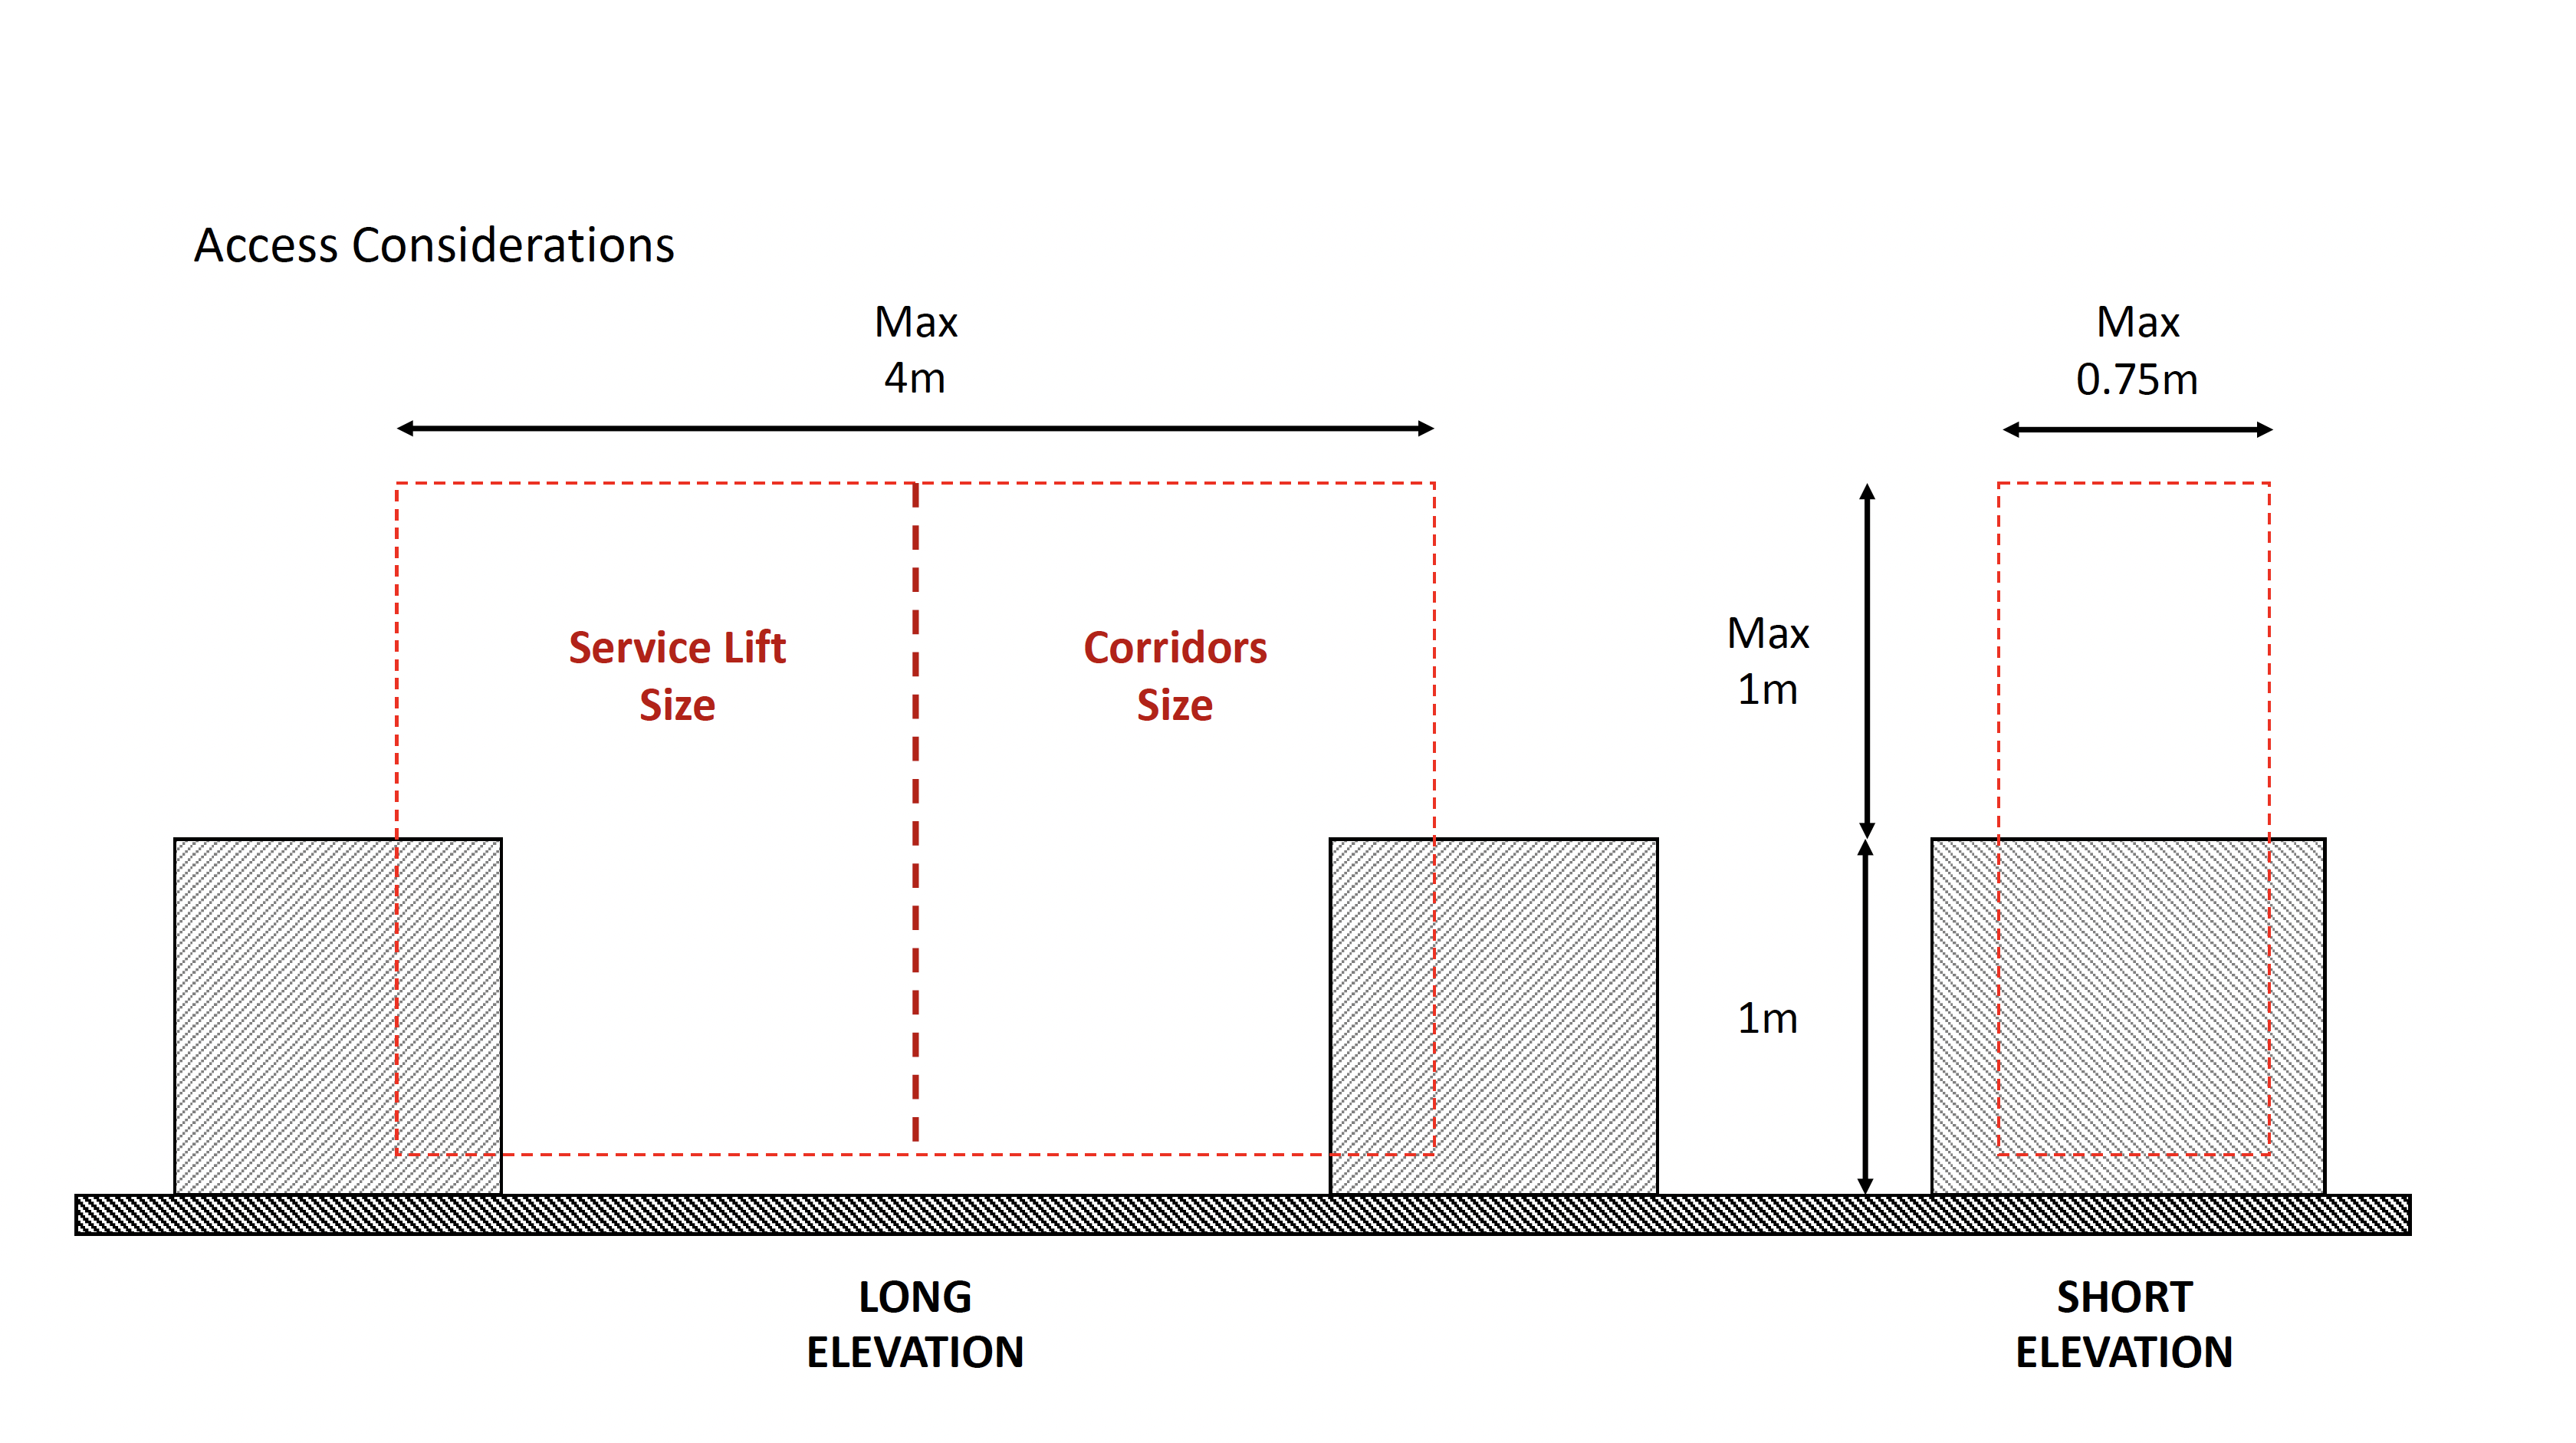 Access Considerations
Max
4m
Max
0.75m
Service Lift
Size
Corridors
Size
Max
1m
1m
LONG
ELEVATION
SHORT
ELEVATION